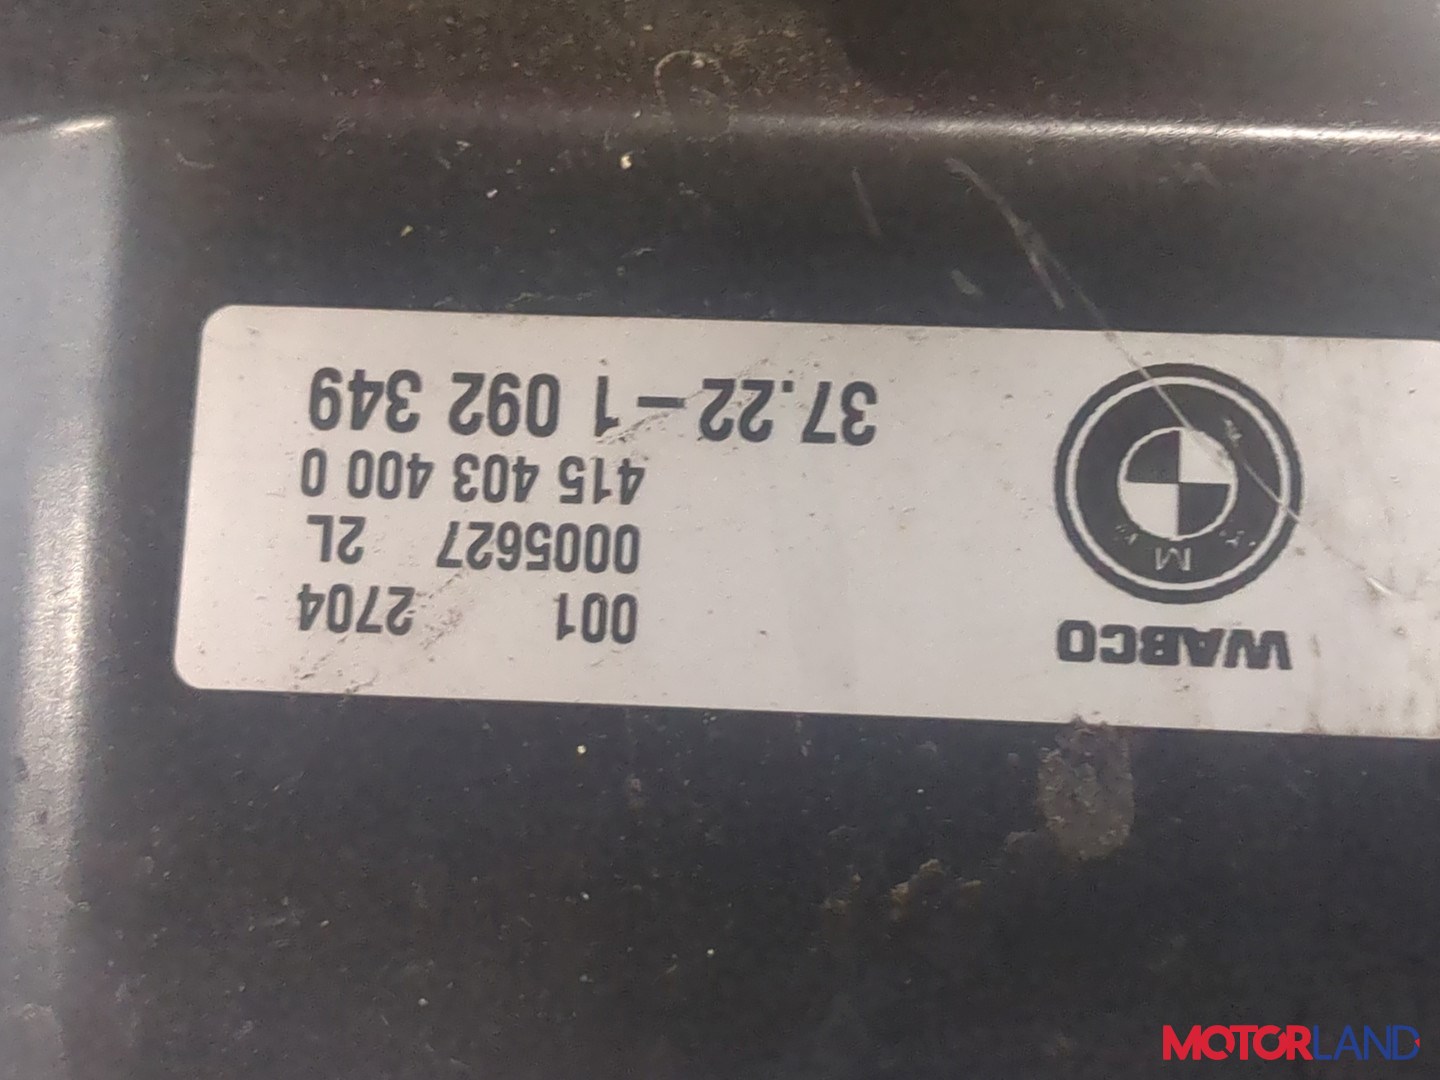 WABCO
001 2704
0005627 2L
415 403 400 0
37.22-1 092 349
M
MOTORLAND